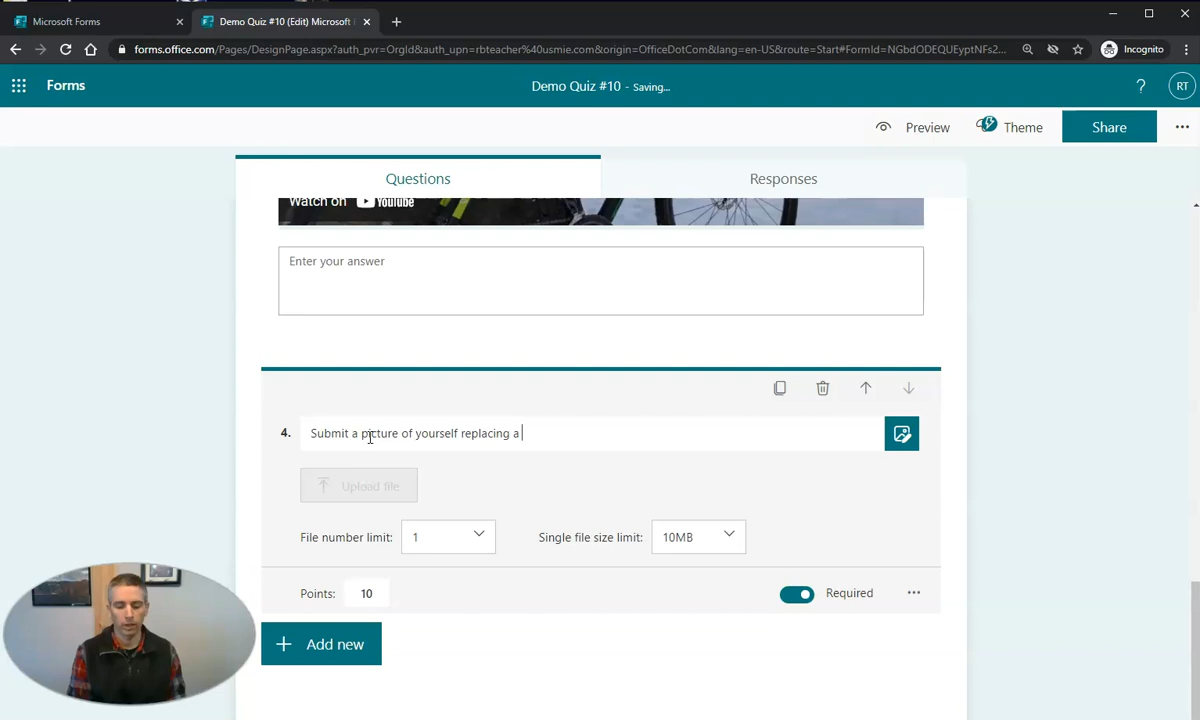 Microsoft Forms
Demo Quiz #10 (Edit) Microsoft
forms.office.com/Pages/DesignPage.aspx?auth_pvr=OrgId&auth_upn=rbteacher%40usmie.com&origin=OfficeDotCom&lang=en-US&route=Start#FormId=NGbdODEQUEyptNFs2...
Incognito
Forms
Demo Quiz #10 - Saving...
?
RT
Preview
Theme
Share
Questions
Responses
Watch on YouTube
Enter your answer
4.
Submit a picture of yourself replacing a
Upload file
File number limit: 1
Single file size limit: 10MB
Points: 10
Required
Add new